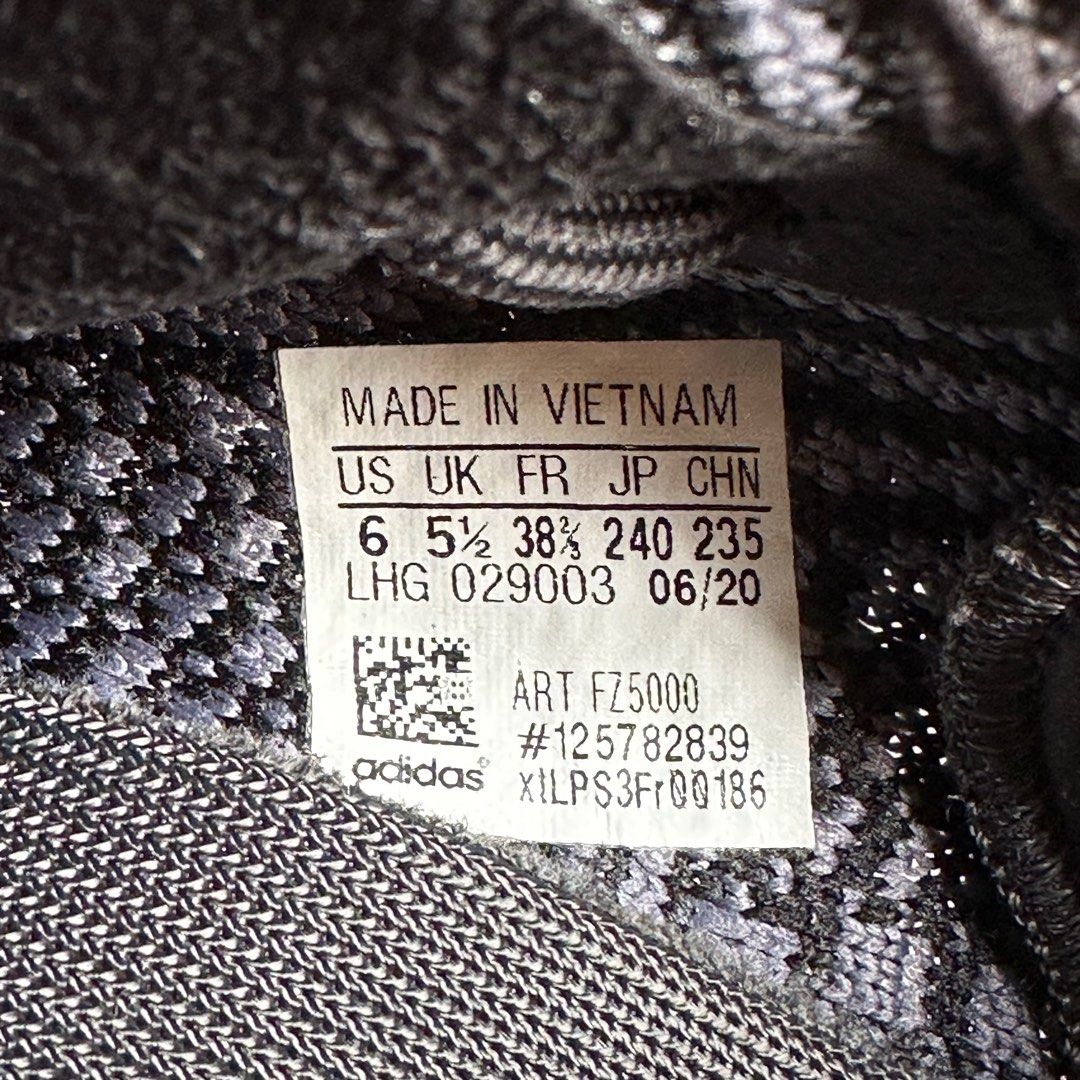 MADE IN VIETNAM
US UK FR JP CHN
6 5½ 38⅔ 240 235
LHG 029003 06/20
ART FZ5000
#125782839
adidas®
xILPS3Fr00186